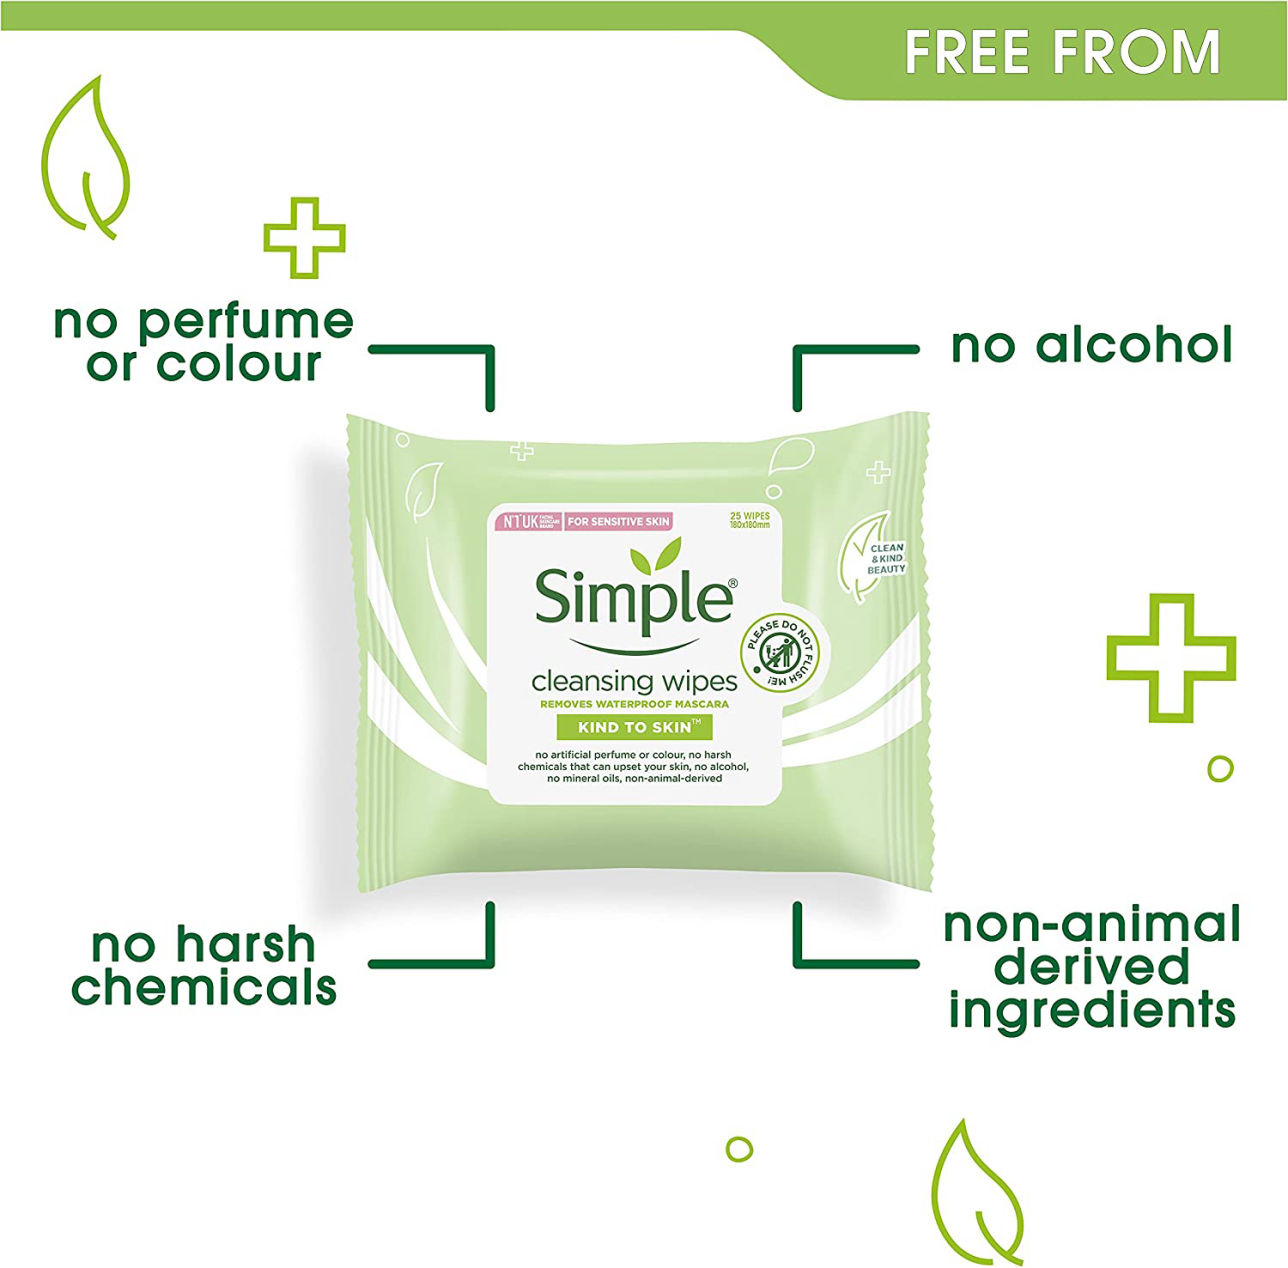 FREE FROM
no perfume
or colour
no alcohol
FOR SENSITIVE SKIN
25 WIPES
180x180mm
CLEAN
& KIND
BEAUTY
Simple®
PLEASE DO NOT FLUSH ME!
cleansing wipes
REMOVES WATERPROOF MASCARA
KIND TO SKIN™
no artificial perfume or colour, no harsh
chemicals that can upset your skin, no alcohol,
no mineral oils, non-animal-derived
no harsh
chemicals
non-animal
derived
ingredients